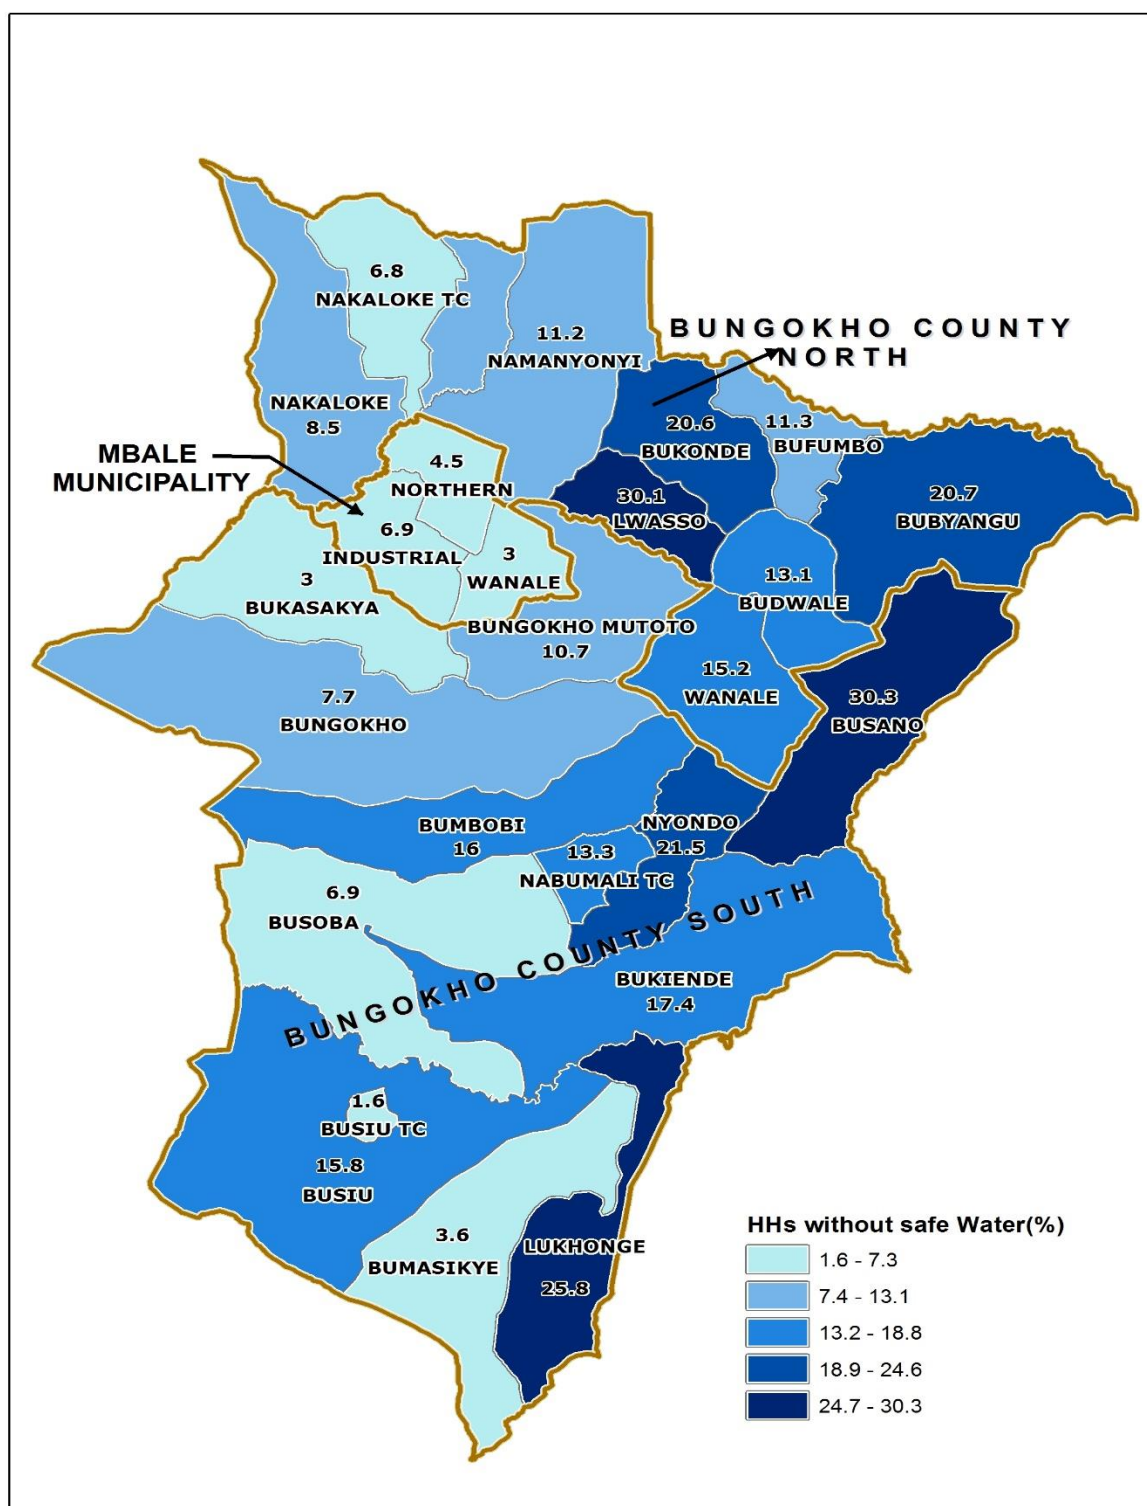 6.8
NAKALOKE TC
11.2
NAMANYONYI
BUNGOKHO COUNTY
NORTH
NAKALOKE
8.5
20.6
BUKONDE
11.3
BUFUMBO
MBALE
MUNICIPALITY
4.5
NORTHERN
30.1
LWASSO
20.7
BUBYANGU
6.9
INDUSTRIAL
3
WANALE
3
BUKASAKYA
13.1
BUDWALE
BUNGOKHO MUTOTO
10.7
15.2
WANALE
7.7
BUNGOKHO
30.3
BUSANO
BUMBOBI
16
NYONDO
21.5
13.3
NABUMALI TC
6.9
BUSOBA
BUNGOKHO COUNTY SOUTH
BUKIENDE
17.4
1.6
BUSIU TC
15.8
BUSIU
3.6
BUMASIKYE
LUKHONGE
25.8
HHs without safe Water(%)
1.6 - 7.3
7.4 - 13.1
13.2 - 18.8
18.9 - 24.6
24.7 - 30.3